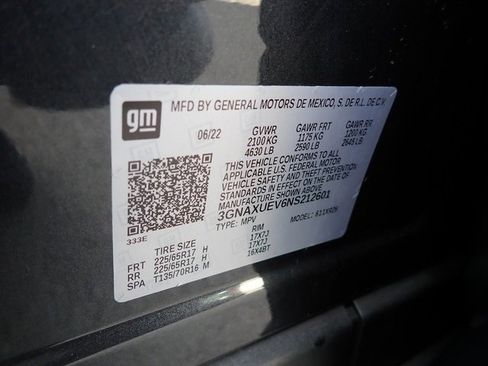 gm
MFD BY GENERAL MOTORS DE MEXICO, S. DE R.L. DE C.V.
06/22 GVWR GAWR FRT GAWR RR
2100 KG 1175 KG 1200 KG
4630 LB 2590 LB 2645 LB
THIS VEHICLE CONFORMS TO ALL
APPLICABLE U.S. FEDERAL MOTOR
VEHICLE SAFETY, BUMPER, AND THEFT
PREVENTION STANDARDS IN EFFECT ON
THE DATE OF
MANUFACTURE SHOWN ABOVE
3GNAXUEV6NS212601
TYPE: MPV MODEL:
333E
TIRE SIZE RIM
FRT 225/65R17 H 17X7J
RR 225/65R17 H 17X7J
SPA T135/70R16 M 16X4BT